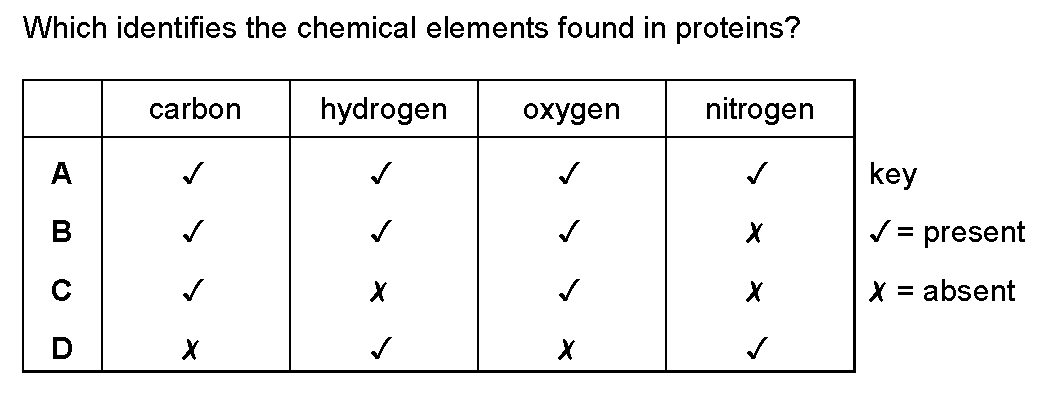 Which identifies the chemical elements found in proteins?
carbon hydrogen oxygen nitrogen
A ✓ ✓ ✓ ✓ key
B ✓ ✓ ✓ ✗ ✓ = present
C ✓ ✗ ✓ ✗ ✗ = absent
D ✗ ✓ ✗ ✓